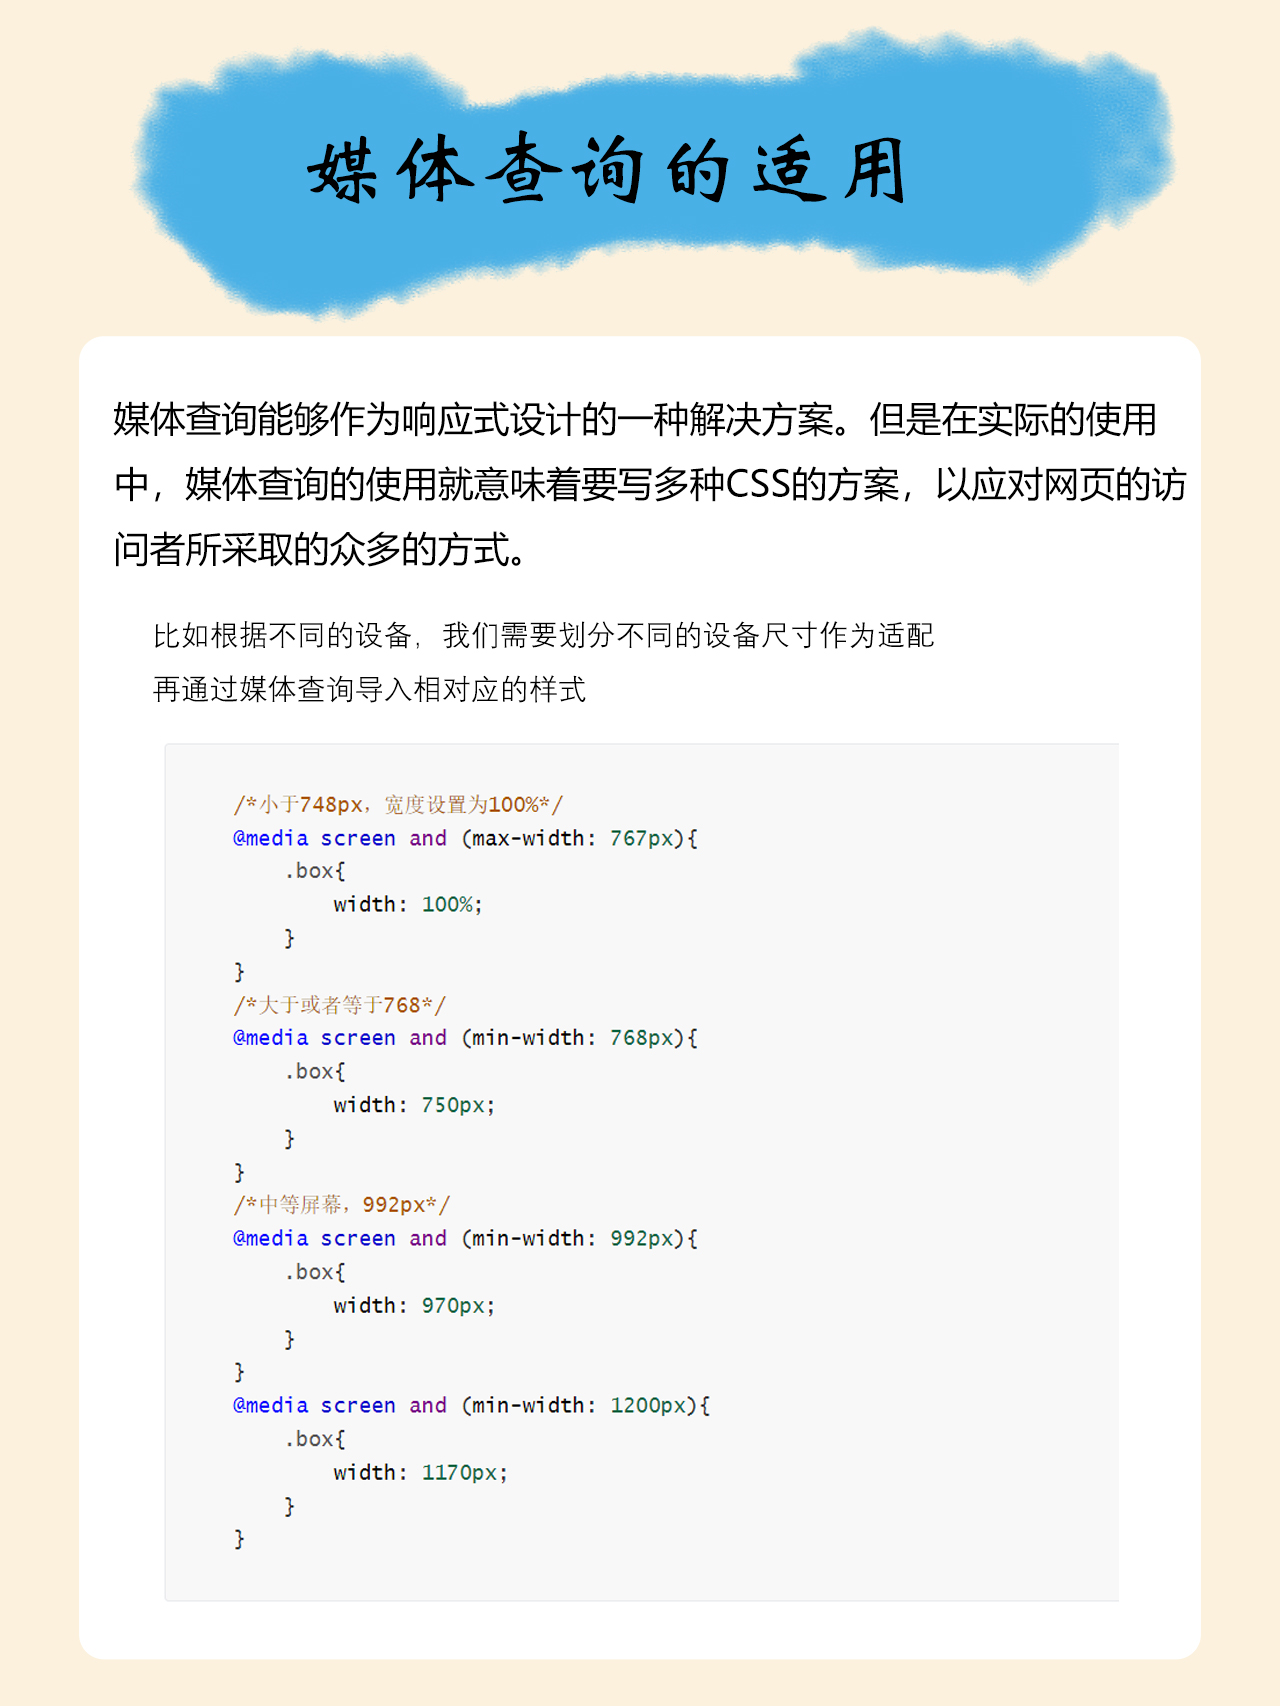 媒体查询的适用
媒体查询能够作为响应式设计的一种解决方案。但是在实际的使用
中，媒体查询的使用就意味着要写多种CSS的方案，以应对网页的访
问者所采取的众多的方式。
比如根据不同的设备，我们需要划分不同的设备尺寸作为适配
再通过媒体查询导入相对应的样式
/*小于748px，宽度设置为100%*/
@media screen and (max-width: 767px){
    .box{
        width: 100%;
    }
}
/*大于或者等于768*/
@media screen and (min-width: 768px){
    .box{
        width: 750px;
    }
}
/*中等屏幕，992px*/
@media screen and (min-width: 992px){
    .box{
        width: 970px;
    }
}
@media screen and (min-width: 1200px){
    .box{
        width: 1170px;
    }
}